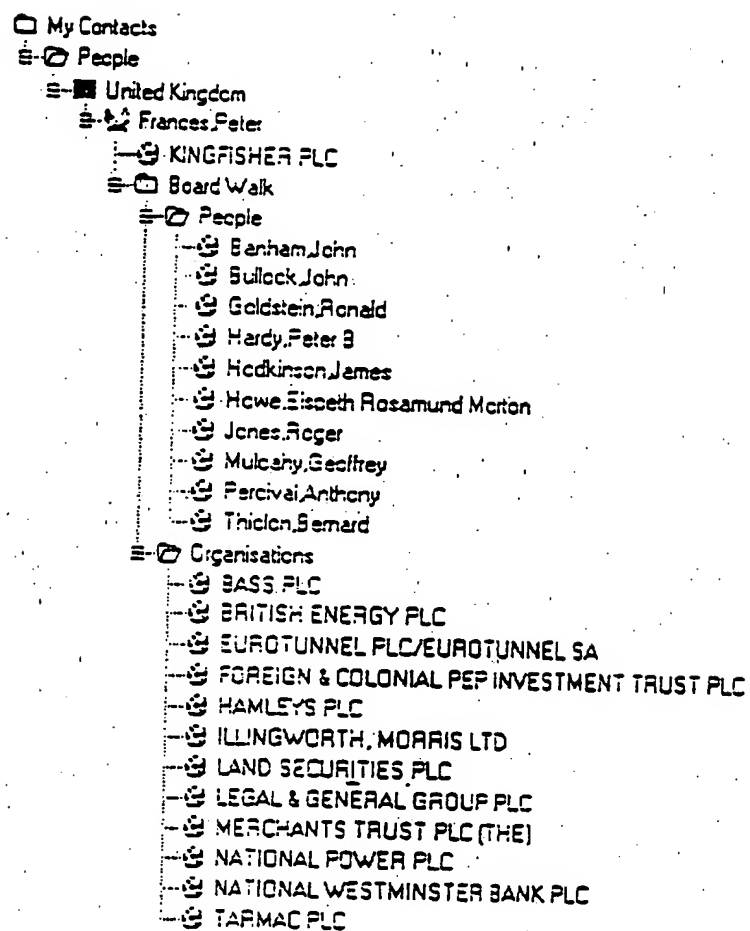 My Contacts
People
United Kingdom
Frances,Peter
KINGFISHER PLC
Board Walk
People
Banham,John
Bullock,John
Goldstein,Ronald
Hardy,Peter B
Hodkinson,James
Howe,Elspeth Rosamund Morton
Jones,Roger
Mulcahy,Geoffrey
Percival,Anthony
Thiolon,Bernard
Organisations
BASS PLC
BRITISH ENERGY PLC
EUROTUNNEL PLC/EUROTUNNEL SA
FOREIGN & COLONIAL PEP INVESTMENT TRUST PLC
HAMLEYS PLC
ILLINGWORTH, MORRIS LTD
LAND SECURITIES PLC
LEGAL & GENERAL GROUP PLC
MERCHANTS TRUST PLC (THE)
NATIONAL POWER PLC
NATIONAL WESTMINSTER BANK PLC
TARMAC PLC